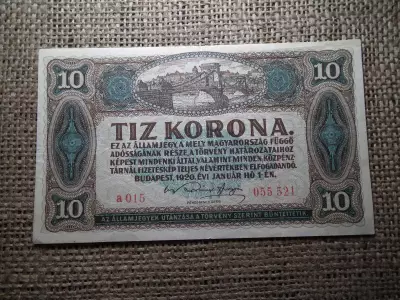 10 10
TIZ KORONA.
EZ AZ ÁLLAMJEGY, A MELY MAGYARORSZÁG FÜGGŐ
ADÓSSÁGÁNAK RÉSZE, A TÖRVÉNY HATÁROZATAIHOZ
KÉPEST MINDENKI ÁLTAL, VALAMINT MINDEN KÖZPÉNZ-
TÁRNÁL FIZETÉSKÉP TELJES NÉVÉRTÉKBEN ELFOGADANDÓ.
BUDAPEST, 1920. ÉVI JANUÁR HÓ 1-ÉN.
a 015 055,521
10 10
AZ ÁLLAMJEGYEK UTÁNZÁSA A TÖRVÉNY SZERINT BÜNTETTETIK.